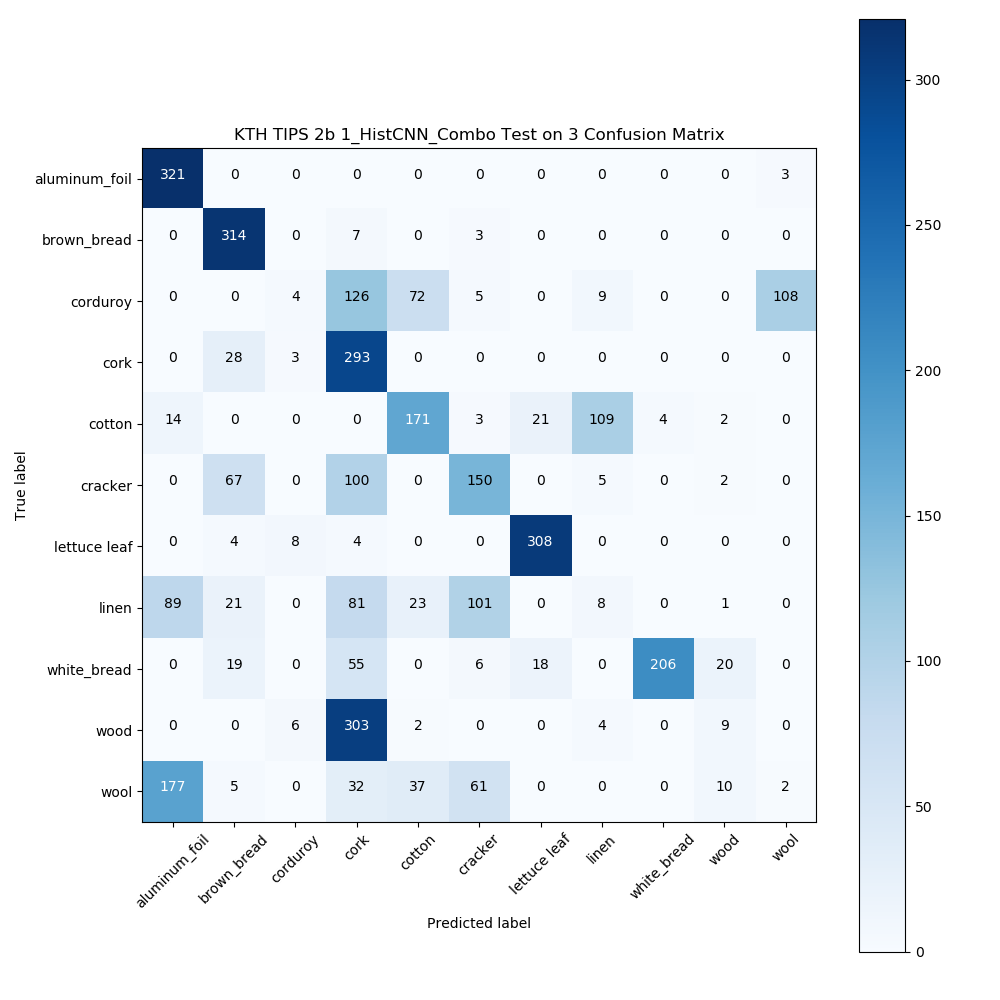 KTH TIPS 2b 1_HistCNN_Combo Test on 3 Confusion Matrix
True label
aluminum_foil 321 0 0 0 0 0 0 0 0 0 3
brown_bread 0 314 0 7 0 3 0 0 0 0 0
corduroy 0 0 4 126 72 5 0 9 0 0 108
cork 0 28 3 293 0 0 0 0 0 0 0
cotton 14 0 0 0 171 3 21 109 4 2 0
cracker 0 67 0 100 0 150 0 5 0 2 0
lettuce leaf 0 4 8 4 0 0 308 0 0 0 0
linen 89 21 0 81 23 101 0 8 0 1 0
white_bread 0 19 0 55 0 6 18 0 206 20 0
wood 0 0 6 303 2 0 0 4 0 9 0
wool 177 5 0 32 37 61 0 0 0 10 2
aluminum_foil brown_bread corduroy cork cotton cracker lettuce leaf linen white_bread wood wool
Predicted label
300
250
200
150
100
50
0